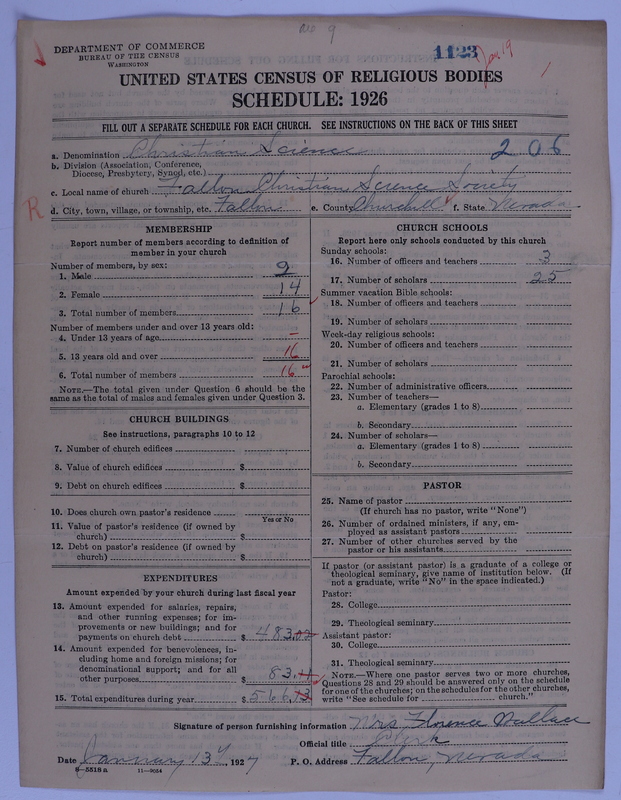 No 9
DEPARTMENT OF COMMERCE
BUREAU OF THE CENSUS
WASHINGTON
1123 Jan 19
UNITED STATES CENSUS OF RELIGIOUS BODIES
SCHEDULE: 1926
FILL OUT A SEPARATE SCHEDULE FOR EACH CHURCH. SEE INSTRUCTIONS ON THE BACK OF THIS SHEET
a. Denomination Christian Science 206
b. Division (Association, Conference,
Diocese, Presbytery, Synod, etc.)
c. Local name of church Fallon Christian Science Society
R d. City, town, village, or township, etc. Fallon e. County Churchill f. State Nevada
MEMBERSHIP
Report number of members according to definition of
member in your church
Number of members, by sex:
1. Male 2
2. Female 14
3. Total number of members 16
Number of members under and over 13 years old:
4. Under 13 years of age –
5. 13 years old and over 16
6. Total number of members 16
NOTE.—The total given under Question 6 should be the
same as the total of males and females given under Question 3.
CHURCH BUILDINGS
See instructions, paragraphs 10 to 12
7. Number of church edifices
8. Value of church edifices $
9. Debt on church edifices $
10. Does church own pastor's residence
Yes or No
11. Value of pastor's residence (if owned by
church) $
12. Debt on pastor's residence (if owned by
church) $
EXPENDITURES
Amount expended by your church during last fiscal year
13. Amount expended for salaries, repairs,
and other running expenses; for im-
provements or new buildings; and for
payments on church debt $ 483.02
14. Amount expended for benevolences, in-
cluding home and foreign missions; for
denominational support; and for all
other purposes $ 83.11
15. Total expenditures during year $ 566.13
CHURCH SCHOOLS
Report here only schools conducted by this church
Sunday schools:
16. Number of officers and teachers 3
17. Number of scholars 25
Summer vacation Bible schools:
18. Number of officers and teachers
19. Number of scholars
Week-day religious schools:
20. Number of officers and teachers
21. Number of scholars
Parochial schools:
22. Number of administrative officers
23. Number of teachers—
a. Elementary (grades 1 to 8)
b. Secondary
24. Number of scholars—
a. Elementary (grades 1 to 8)
b. Secondary
PASTOR
25. Name of pastor
(If church has no pastor, write "None")
26. Number of ordained ministers, if any, em-
ployed as assistant pastors
27. Number of other churches served by the
pastor or his assistants
If pastor (or assistant pastor) is a graduate of a college or
theological seminary, give name of institution below. (If
not a graduate, write "No" in the space indicated.)
Pastor:
28. College
29. Theological seminary
Assistant pastor:
30. College
31. Theological seminary
NOTE.—Where one pastor serves two or more churches,
Questions 28 and 29 should be answered only on the schedule
for one of the churches; on the schedules for the other churches,
write "See schedule for church."
Signature of person furnishing information Mrs. Florence Wallace
Official title Clerk
Date January 13th, 1927 P. O. Address Fallon, Nevada
8—5518 a 11—9054